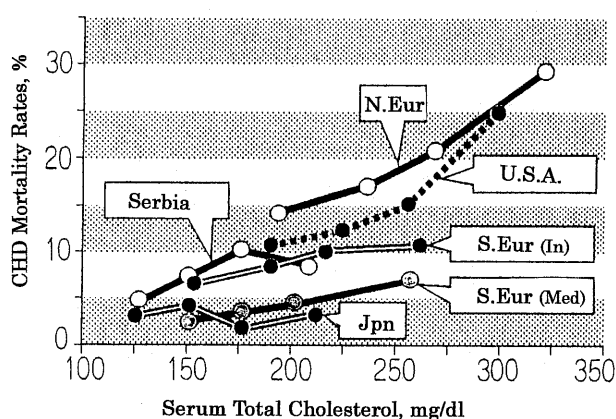 CHD Mortality Rates, %
30
20
10
0
N.Eur
U.S.A.
Serbia
S.Eur (In)
S.Eur (Med)
Jpn
100 150 200 250 300 350
Serum Total Cholesterol, mg/dl